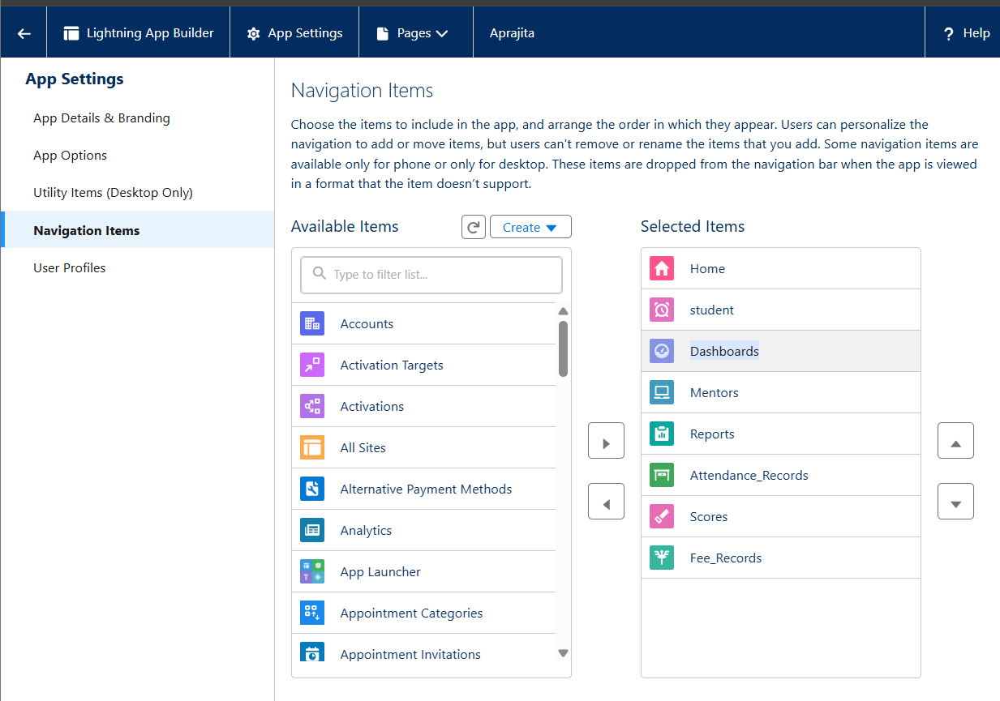 Lightning App Builder
App Settings
Pages
Aprajita
? Help
App Settings
App Details & Branding
App Options
Utility Items (Desktop Only)
Navigation Items
User Profiles
Navigation Items
Choose the items to include in the app, and arrange the order in which they appear. Users can personalize the
navigation to add or move items, but users can't remove or rename the items that you add. Some navigation items are
available only for phone or only for desktop. These items are dropped from the navigation bar when the app is viewed
in a format that the item doesn’t support.
Available Items
Create
Type to filter list...
Accounts
Activation Targets
Activations
All Sites
Alternative Payment Methods
Analytics
App Launcher
Appointment Categories
Appointment Invitations
Selected Items
Home
student
Dashboards
Mentors
Reports
Attendance_Records
Scores
Fee_Records